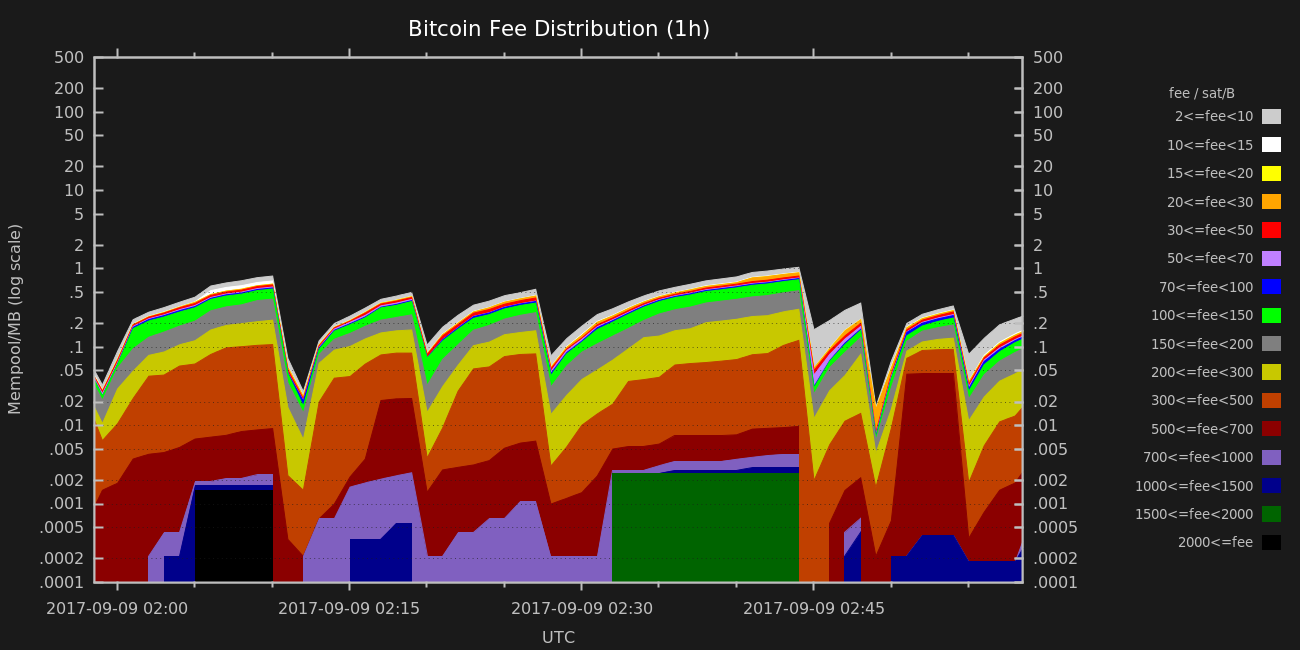 Bitcoin Fee Distribution (1h)
500 500
200 200
100 100
50 50
20 20
10 10
5 5
2 2
1 1
.5 .5
.2 .2
.1 .1
.05 .05
.02 .02
.01 .01
.005 .005
.002 .002
.001 .001
.0005 .0005
.0002 .0002
.0001 .0001
Mempool/MB (log scale)
2017-09-09 02:00 2017-09-09 02:15 2017-09-09 02:30 2017-09-09 02:45
UTC
fee / sat/B
2<=fee<10
10<=fee<15
15<=fee<20
20<=fee<30
30<=fee<50
50<=fee<70
70<=fee<100
100<=fee<150
150<=fee<200
200<=fee<300
300<=fee<500
500<=fee<700
700<=fee<1000
1000<=fee<1500
1500<=fee<2000
2000<=fee